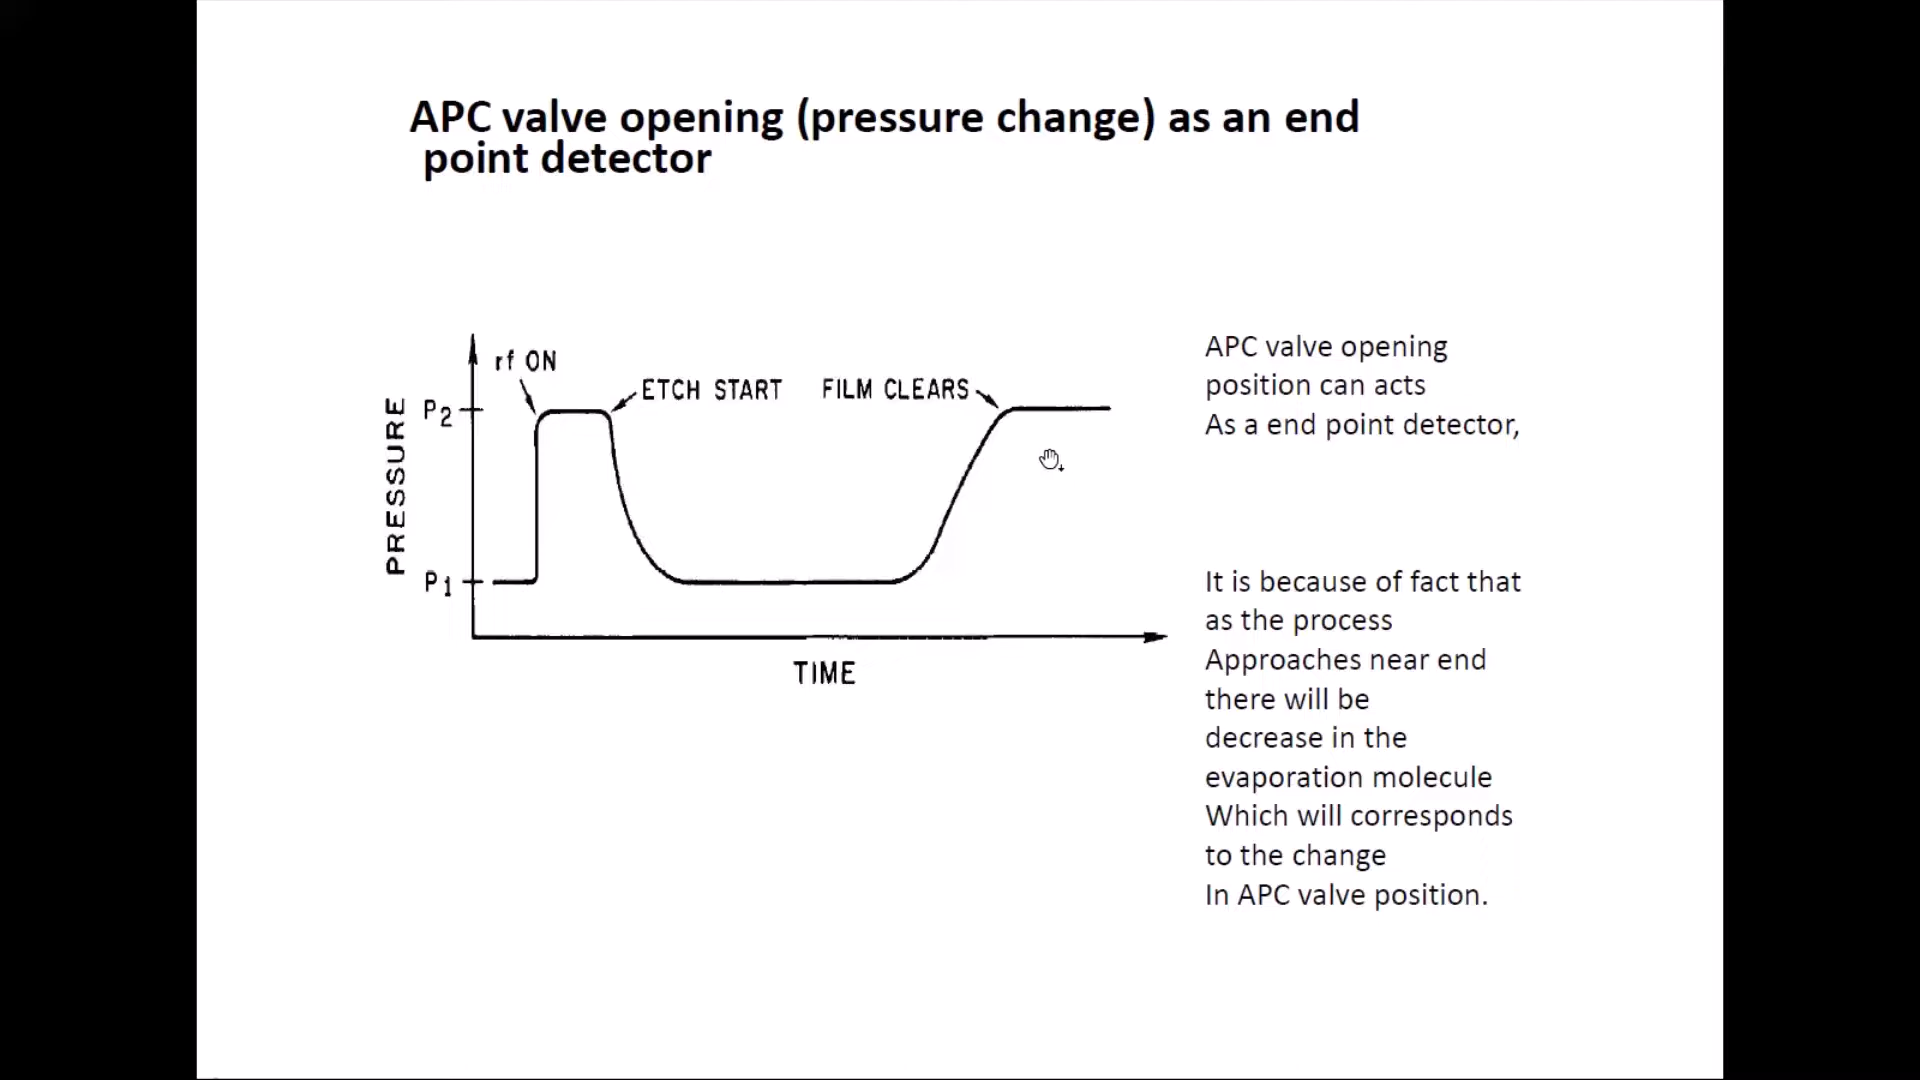 APC valve opening (pressure change) as an end
point detector
rf ON
ETCH START
FILM CLEARS
P2
P1
PRESSURE
TIME
APC valve opening
position can acts
As a end point detector,
It is because of fact that
as the process
Approaches near end
there will be
decrease in the
evaporation molecule
Which will corresponds
to the change
In APC valve position.